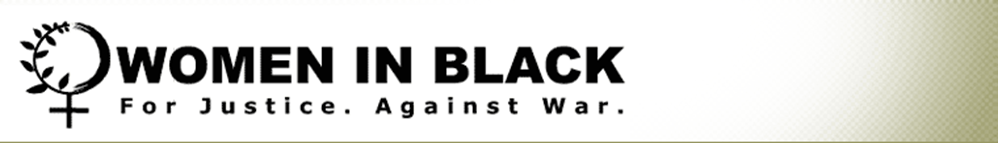 WOMEN IN BLACK
For Justice. Against War.